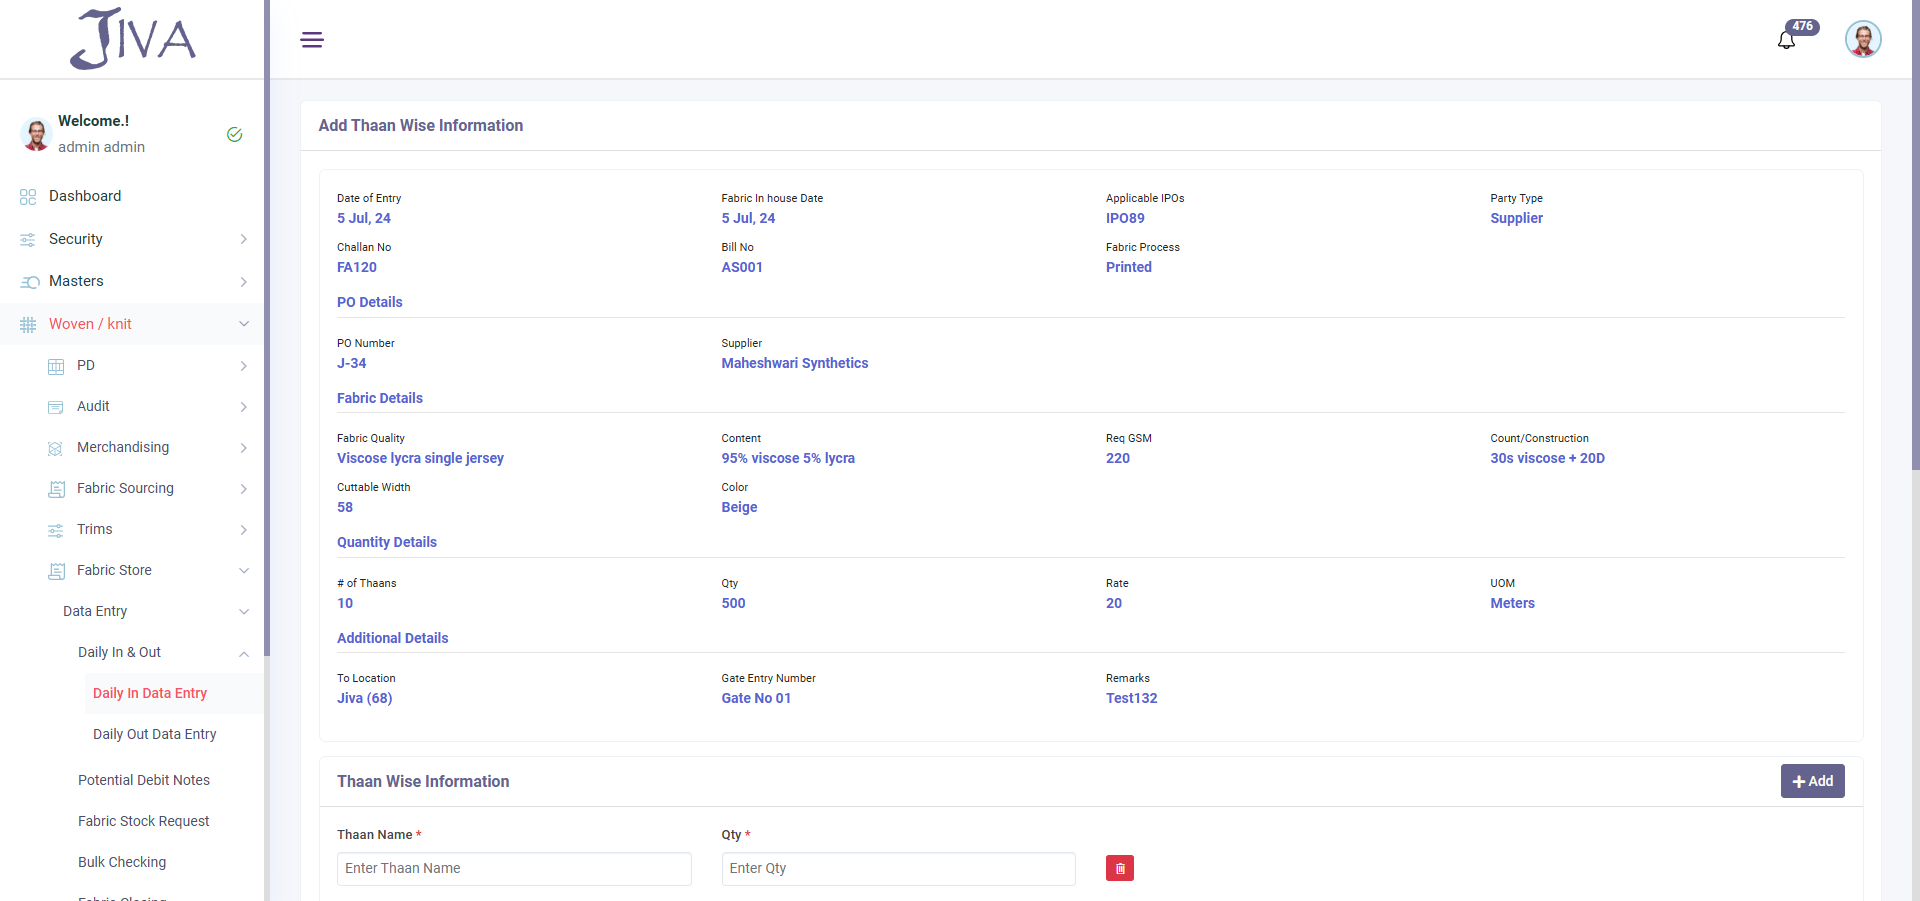 JIVA
476
Welcome.!
admin admin
Dashboard
Security
Masters
Woven / knit
PD
Audit
Merchandising
Fabric Sourcing
Trims
Fabric Store
Data Entry
Daily In & Out
Daily In Data Entry
Daily Out Data Entry
Potential Debit Notes
Fabric Stock Request
Bulk Checking
Add Thaan Wise Information
Date of Entry
5 Jul, 24
Fabric In house Date
5 Jul, 24
Applicable IPOs
IPO89
Party Type
Supplier
Challan No
FA120
Bill No
AS001
Fabric Process
Printed
PO Details
PO Number
J-34
Supplier
Maheshwari Synthetics
Fabric Details
Fabric Quality
Viscose lycra single jersey
Content
95% viscose 5% lycra
Req GSM
220
Count/Construction
30s viscose + 20D
Cuttable Width
58
Color
Beige
Quantity Details
# of Thaans
10
Qty
500
Rate
20
UOM
Meters
Additional Details
To Location
Jiva (68)
Gate Entry Number
Gate No 01
Remarks
Test132
Thaan Wise Information
Add
Thaan Name *
Enter Thaan Name
Qty *
Enter Qty